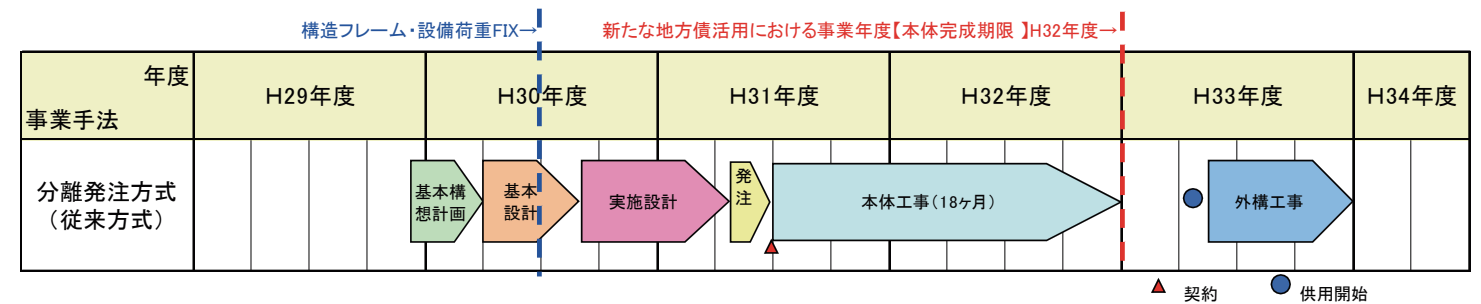 構造フレーム・設備荷重FIX→
新たな地方債活用における事業年度【本体完成期限 】H32年度→
年度
事業手法
H29年度
H30年度
H31年度
H32年度
H33年度
H34年度
分離発注方式
（従来方式）
基本構
想計画
基本
設計
実施設計
発
注
本体工事（18ヶ月）
外構工事
契約
供用開始